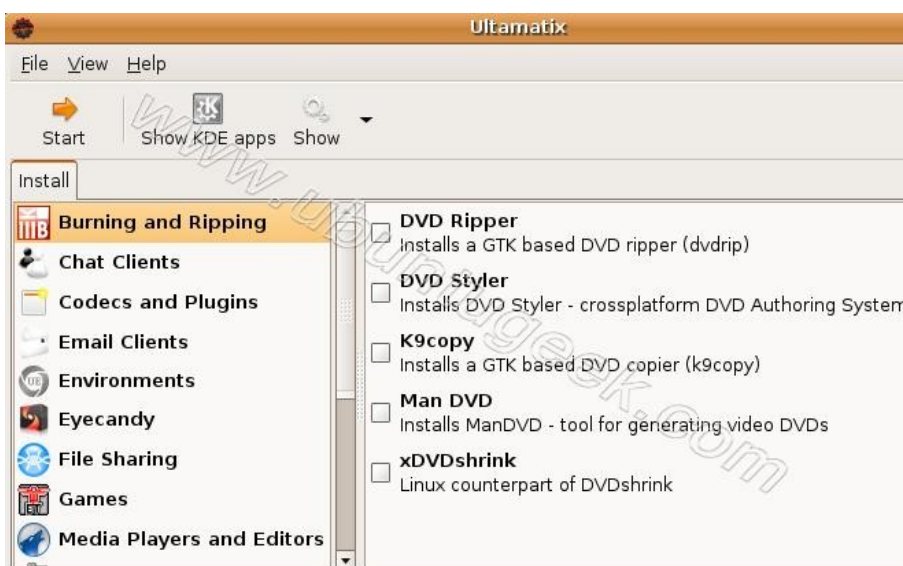 Ultamatix
File View Help
Start Show KDE apps Show
Install
Burning and Ripping
Chat Clients
Codecs and Plugins
Email Clients
Environments
Eyecandy
File Sharing
Games
Media Players and Editors
DVD Ripper
Installs a GTK based DVD ripper (dvdrip)
DVD Styler
Installs DVD Styler - crossplatform DVD Authoring System
K9copy
Installs a GTK based DVD copier (k9copy)
Man DVD
Installs ManDVD - tool for generating video DVDs
xDVDshrink
Linux counterpart of DVDshrink
www.ubuntugeek.com